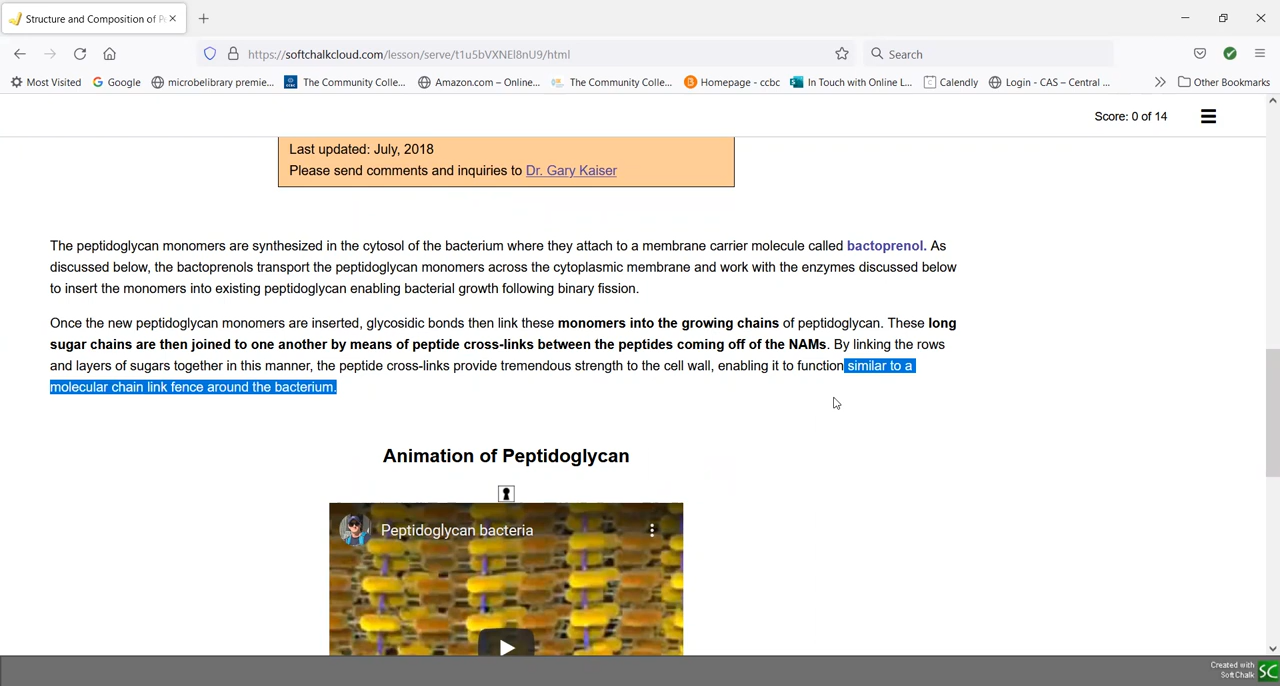 Structure and Composition of P
https://softchalkcloud.com/lesson/serve/t1u5bVXNEl8nU9/html
Search
Most Visited
Google
microbelibrary premie...
The Community Colle...
Amazon.com – Online...
The Community Colle...
Homepage - ccbc
In Touch with Online L...
Calendly
Login - CAS – Central ...
Other Bookmarks
Score: 0 of 14
Last updated: July, 2018
Please send comments and inquiries to Dr. Gary Kaiser
The peptidoglycan monomers are synthesized in the cytosol of the bacterium where they attach to a membrane carrier molecule called bactoprenol. As
discussed below, the bactoprenols transport the peptidoglycan monomers across the cytoplasmic membrane and work with the enzymes discussed below
to insert the monomers into existing peptidoglycan enabling bacterial growth following binary fission.
Once the new peptidoglycan monomers are inserted, glycosidic bonds then link these monomers into the growing chains of peptidoglycan. These long
sugar chains are then joined to one another by means of peptide cross-links between the peptides coming off of the NAMs. By linking the rows
and layers of sugars together in this manner, the peptide cross-links provide tremendous strength to the cell wall, enabling it to function similar to a
molecular chain link fence around the bacterium.
Animation of Peptidoglycan
Peptidoglycan bacteria
Created with
SoftChalk
SC